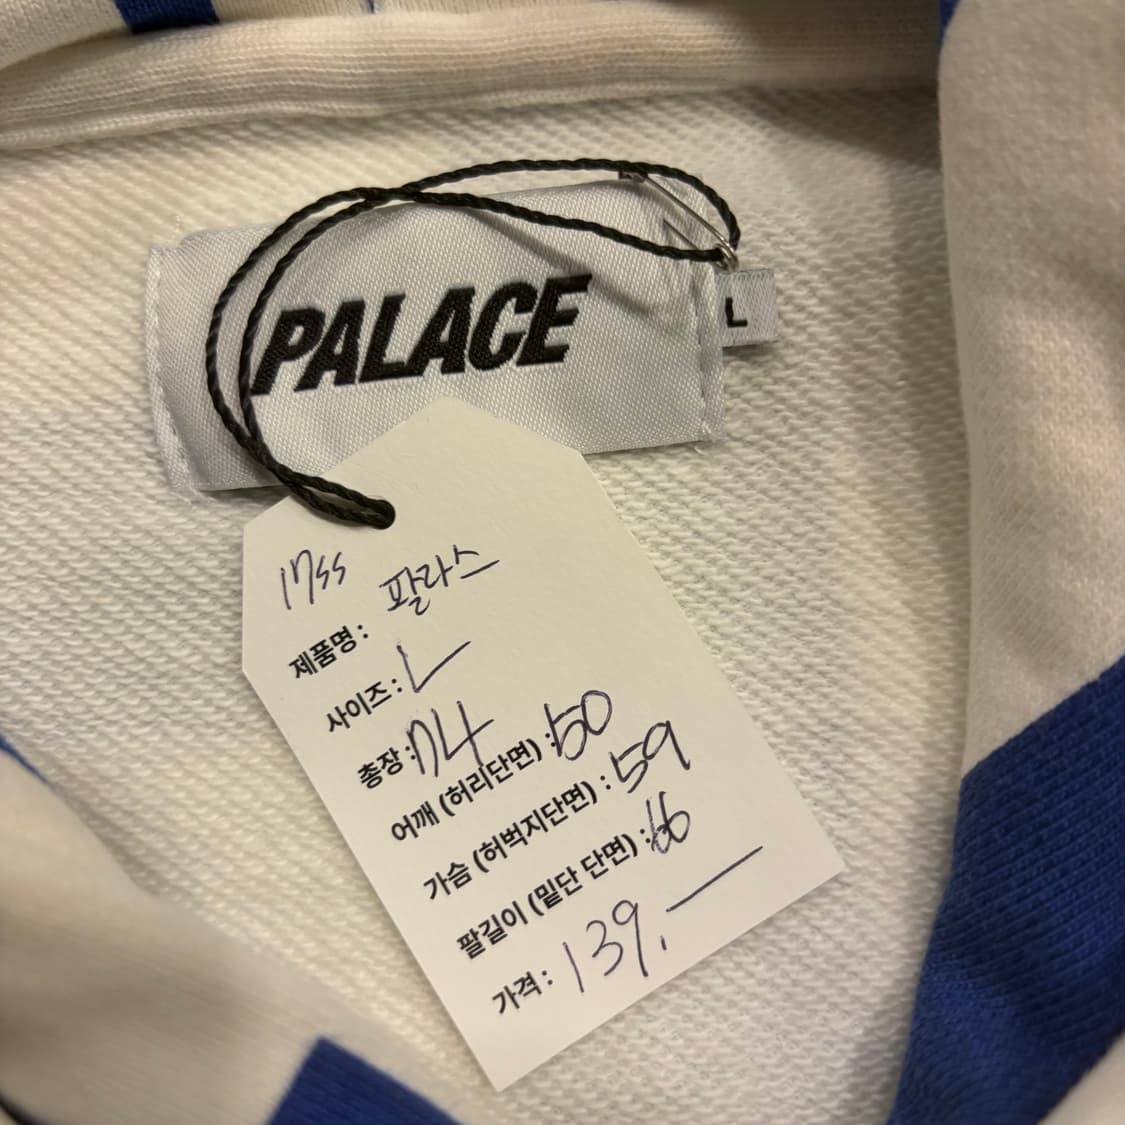 PALACE
L
17SS
제품명 : 팔라스
사이즈 : L
총장 : 74
어깨 (허리단면) : 50
가슴 (허벅지단면) : 59
팔길이 (밑단 단면) : 66
가격 : 139,—